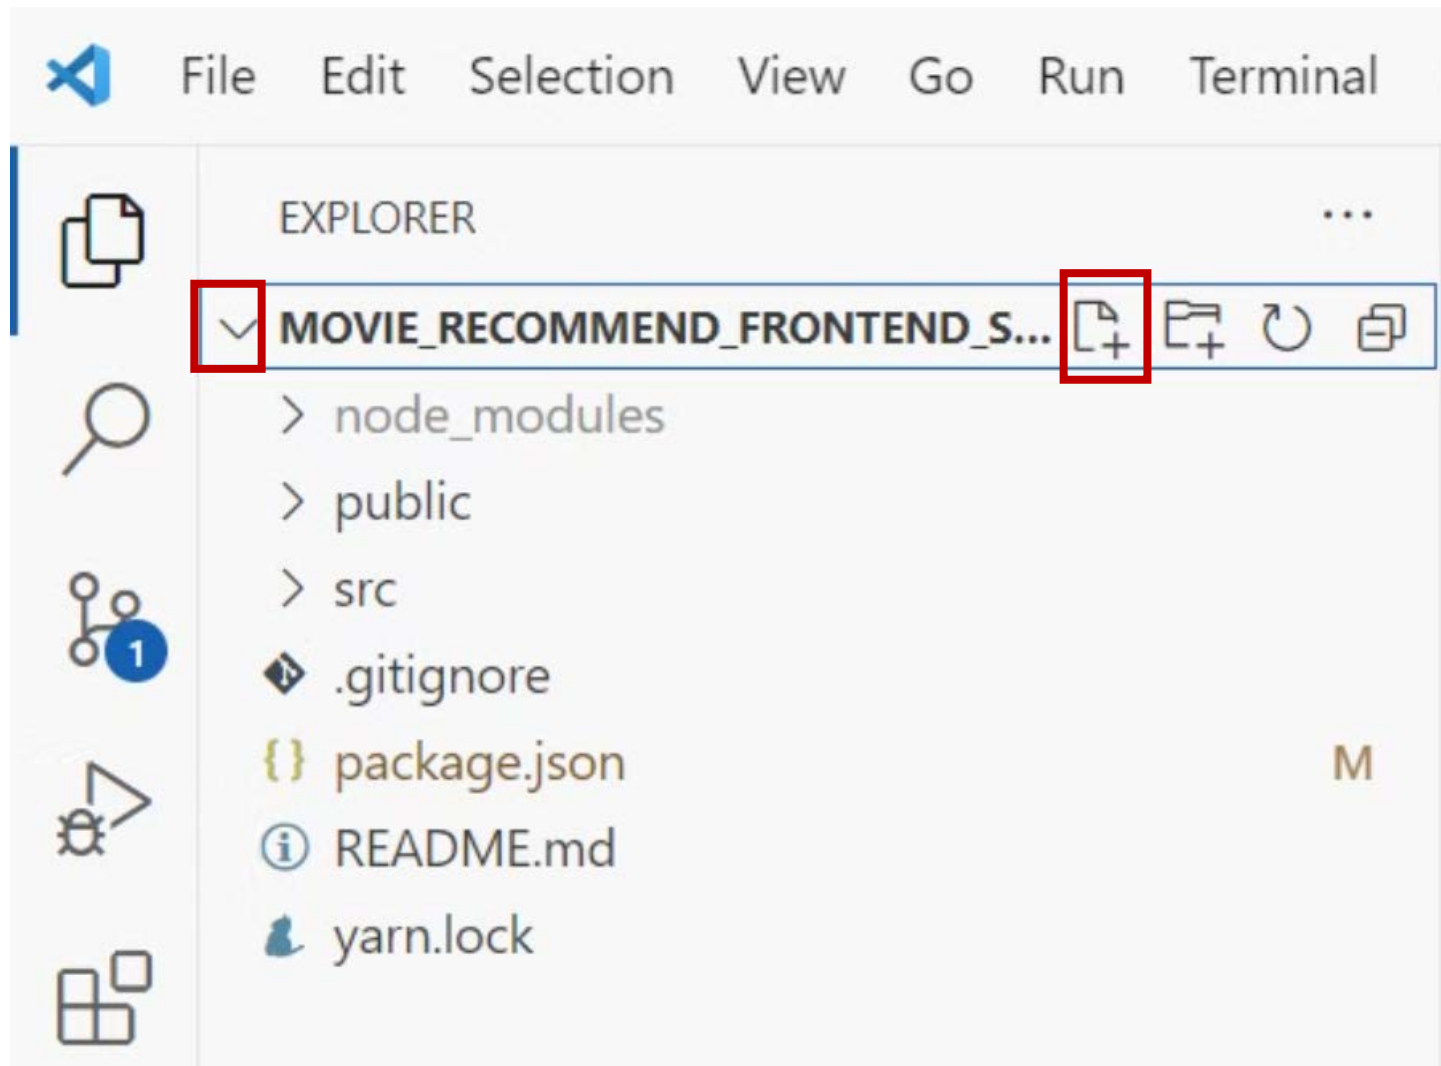 File Edit Selection View Go Run Terminal
EXPLORER
MOVIE_RECOMMEND_FRONTEND_S...
node_modules
public
src
.gitignore
1
package.json M
README.md
yarn.lock